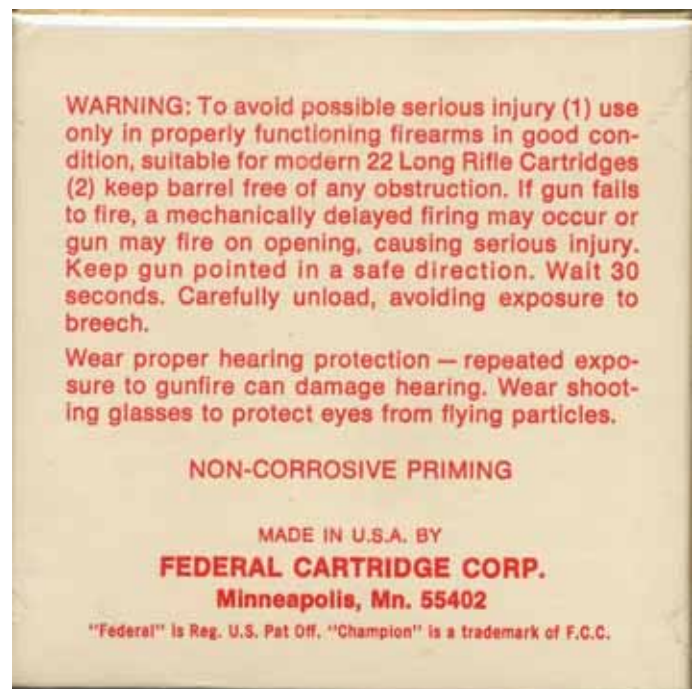 WARNING: To avoid possible serious injury (1) use
only in properly functioning firearms in good con-
dition, suitable for modern 22 Long Rifle Cartridges
(2) keep barrel free of any obstruction. If gun fails
to fire, a mechanically delayed firing may occur or
gun may fire on opening, causing serious injury.
Keep gun pointed in a safe direction. Wait 30
seconds. Carefully unload, avoiding exposure to
breech.
Wear proper hearing protection — repeated expo-
sure to gunfire can damage hearing. Wear shoot-
ing glasses to protect eyes from flying particles.
NON-CORROSIVE PRIMING
MADE IN U.S.A. BY
FEDERAL CARTRIDGE CORP.
Minneapolis, Mn. 55402
"Federal" is Reg. U.S. Pat Off. "Champion" is a trademark of F.C.C.